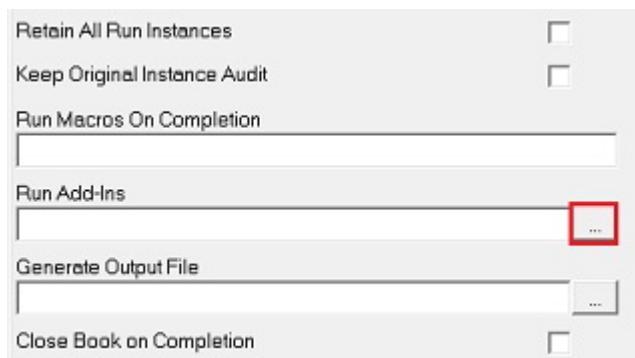 Retain All Run Instances
Keep Original Instance Audit
Run Macros On Completion
Run Add-Ins
...
Generate Output File
...
Close Book on Completion